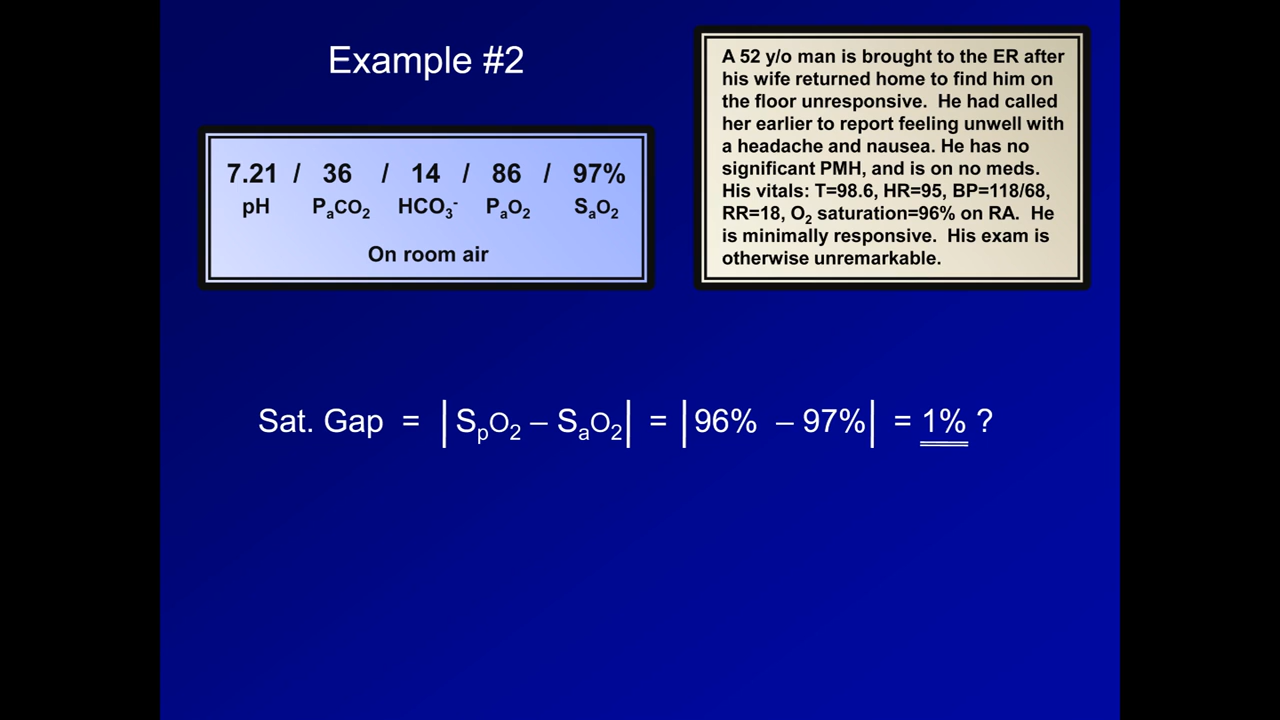 Example #2
7.21 / 36 / 14 / 86 / 97%
pH PaCO2 HCO3- PaO2 SaO2
On room air
A 52 y/o man is brought to the ER after
his wife returned home to find him on
the floor unresponsive. He had called
her earlier to report feeling unwell with
a headache and nausea. He has no
significant PMH, and is on no meds.
His vitals: T=98.6, HR=95, BP=118/68,
RR=18, O2 saturation=96% on RA. He
is minimally responsive. His exam is
otherwise unremarkable.
Sat. Gap = |SpO2 – SaO2| = |96% – 97%| = 1% ?